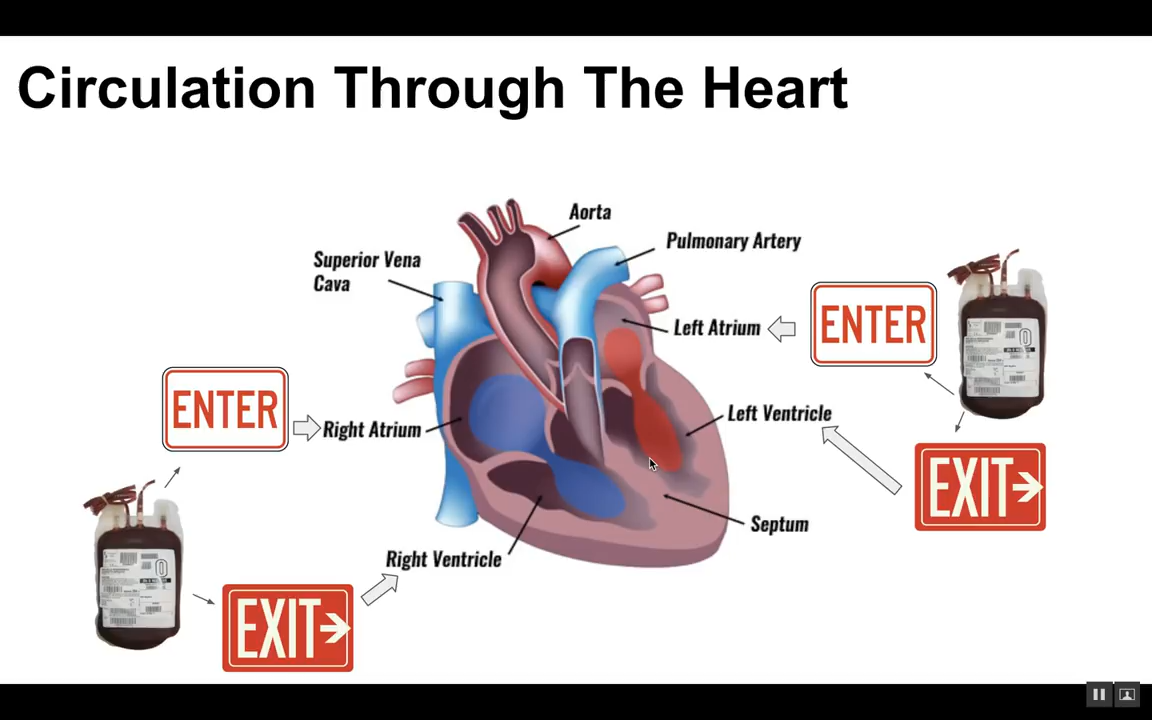 Circulation Through The Heart
Aorta
Pulmonary Artery
Superior Vena
Cava
Left Atrium
ENTER
ENTER
Right Atrium
Left Ventricle
EXIT
Septum
Right Ventricle
EXIT